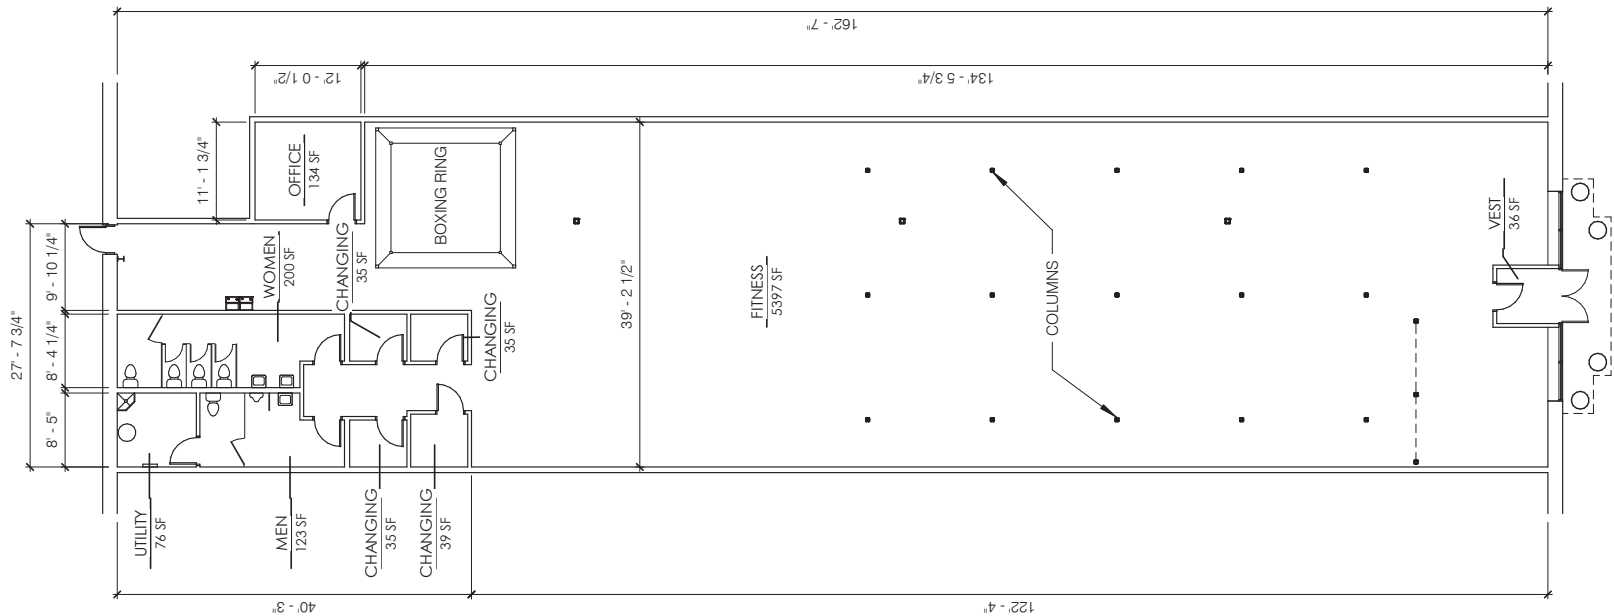 162' - 7"
12' - 0 1/2"
134' - 5 3/4"
11' - 1 3/4"
OFFICE
134 SF
BOXING RING
27' - 7 3/4"
9' - 10 1/4"
8' - 4 1/4"
8' - 5"
WOMEN
200 SF
CHANGING
35 SF
CHANGING
35 SF
39' - 2 1/2"
FITNESS
5397 SF
COLUMNS
VEST
36 SF
UTILITY
76 SF
MEN
123 SF
CHANGING
35 SF
CHANGING
39 SF
40' - 3"
122' - 4"